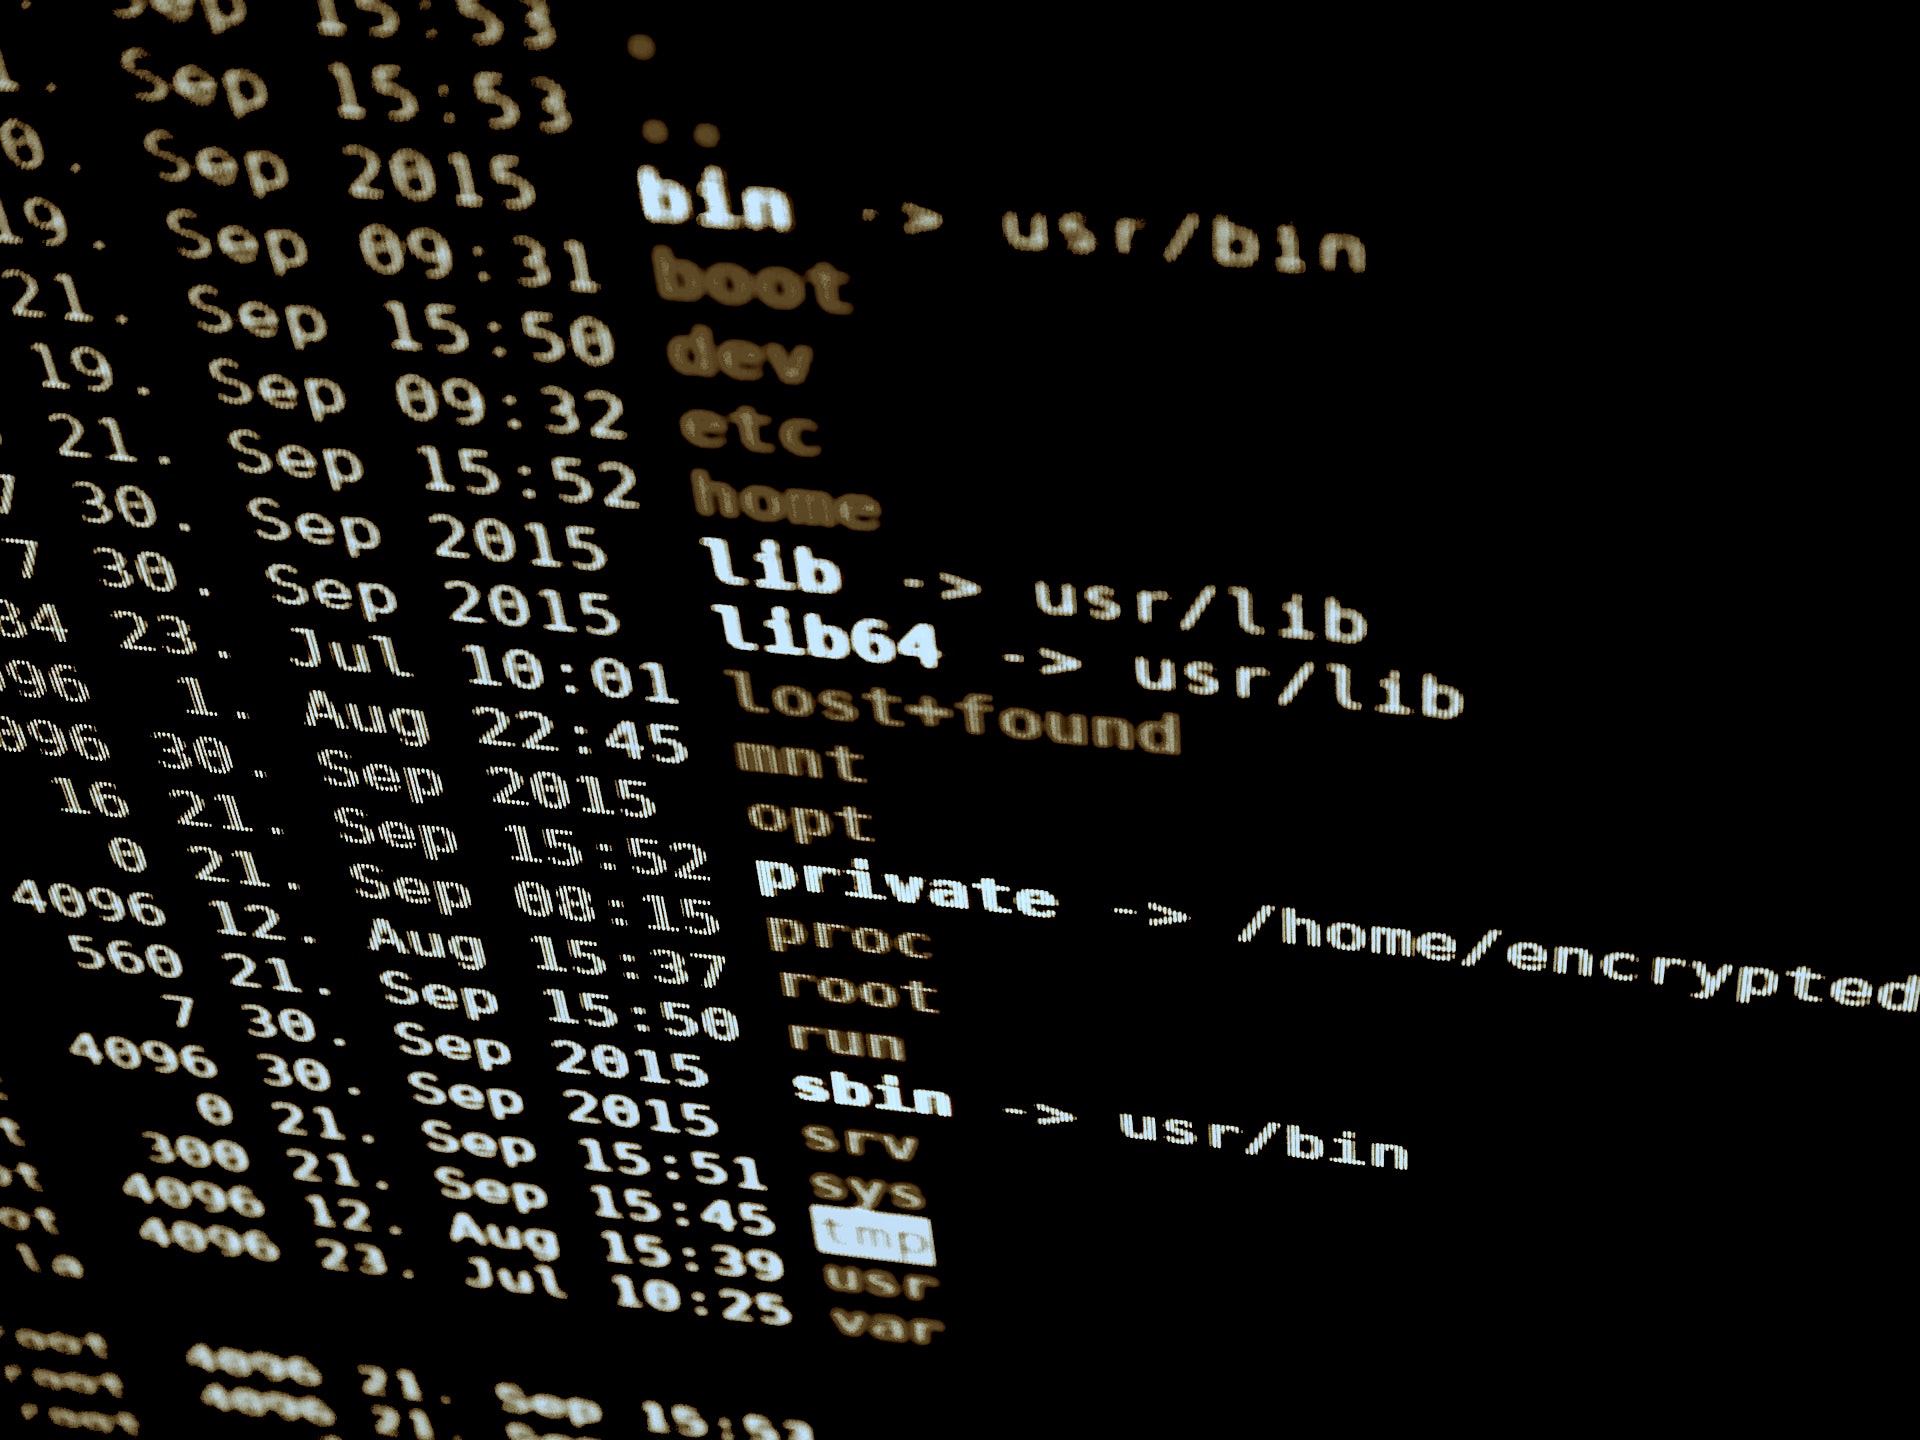 Sep 15:53 .
1. Sep 15:53 ..
0. Sep 2015 bin -> usr/bin
19. Sep 09:31 boot
21. Sep 15:50 dev
19. Sep 09:32 etc
21. Sep 15:52 home
7 30. Sep 2015 lib -> usr/lib
7 30. Sep 2015 lib64 -> usr/lib
84 23. Jul 10:01 lost+found
096 1. Aug 22:45 mnt
096 30. Sep 2015 opt
16 21. Sep 15:52 private -> /home/encrypted
0 21. Sep 08:15 proc
4096 12. Aug 15:37 root
560 21. Sep 15:50 run
7 30. Sep 2015 sbin -> usr/bin
4096 30. Sep 2015 srv
0 21. Sep 15:51 sys
300 21. Sep 15:45 tmp
4096 12. Aug 15:39 usr
4096 23. Jul 10:25 var
root 4096 21. Sep 15:53
root 4096 21.
root